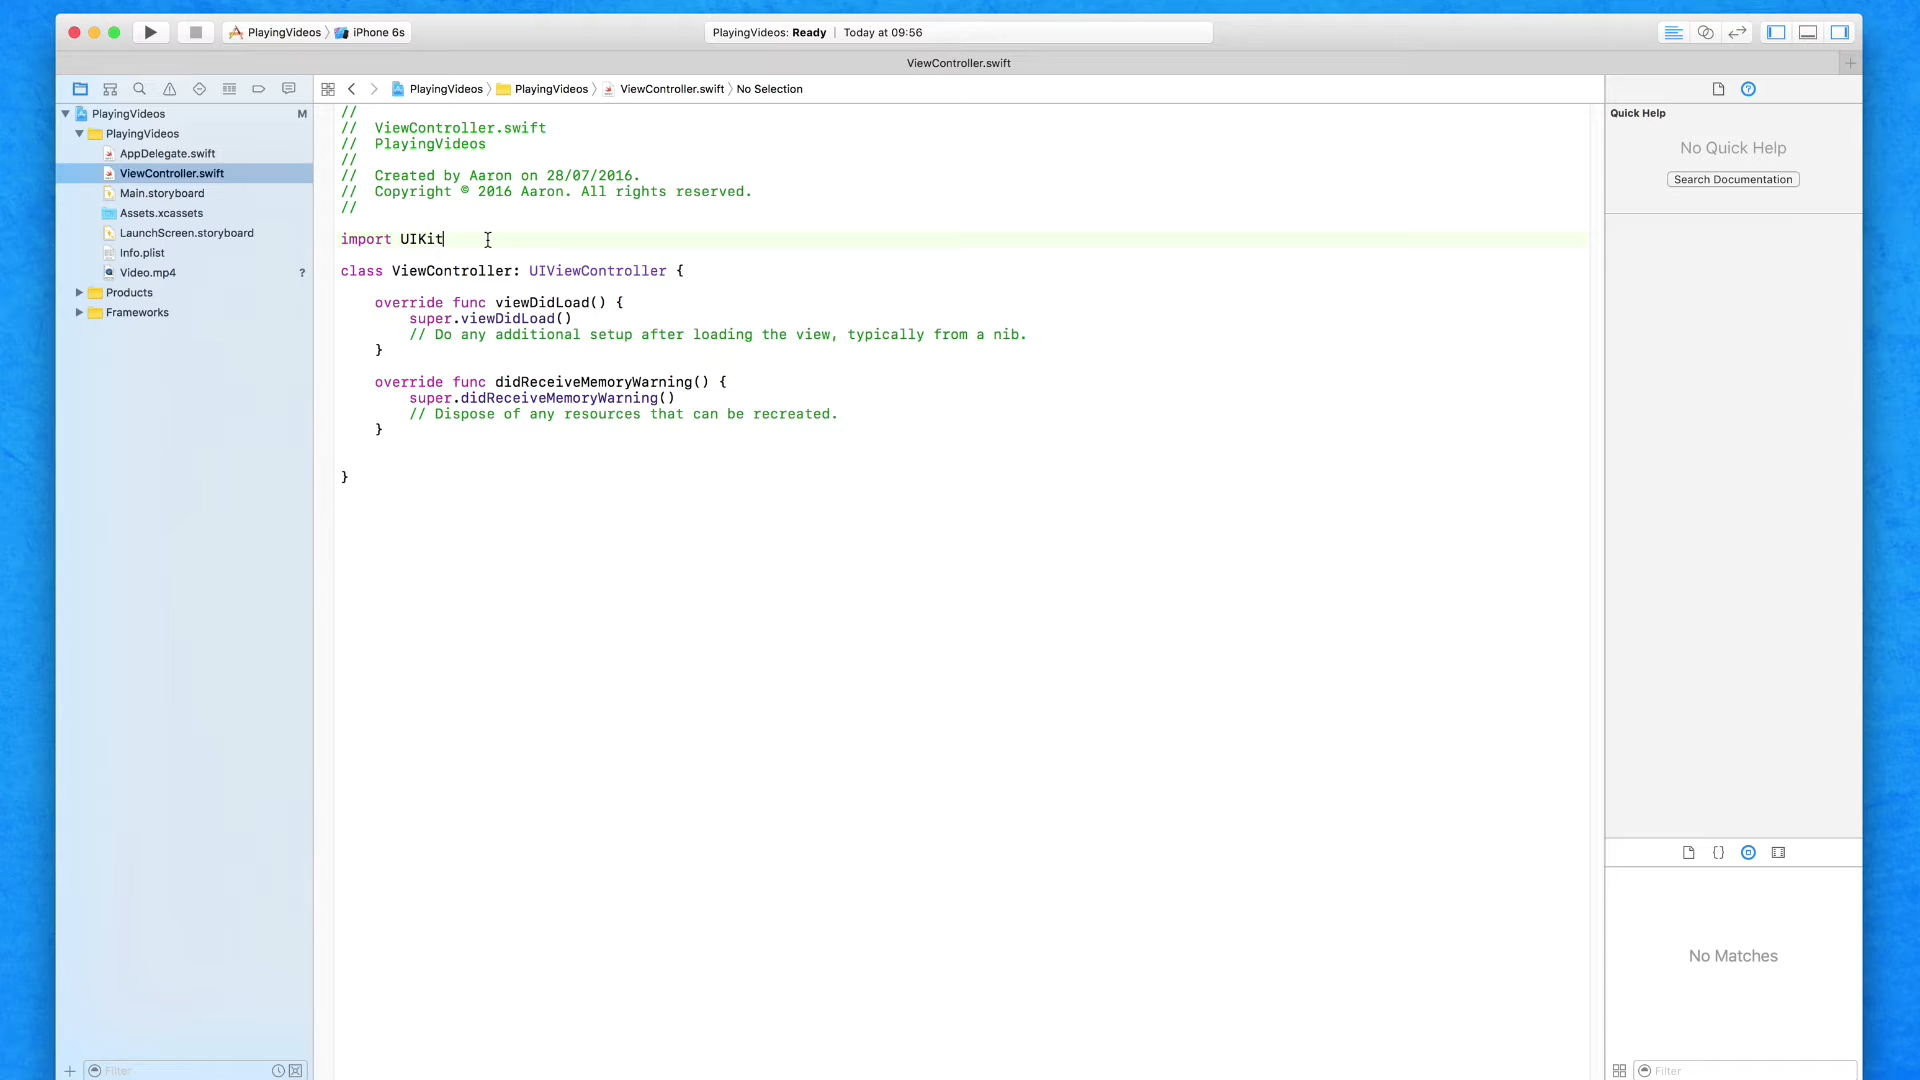 PlayingVideos iPhone 6s
PlayingVideos: Ready | Today at 09:56
ViewController.swift
PlayingVideos PlayingVideos ViewController.swift No Selection
PlayingVideos M
PlayingVideos
AppDelegate.swift
ViewController.swift
Main.storyboard
Assets.xcassets
LaunchScreen.storyboard
Info.plist
Video.mp4 ?
Products
Frameworks
Filter
//
// ViewController.swift
// PlayingVideos
//
// Created by Aaron on 28/07/2016.
// Copyright © 2016 Aaron. All rights reserved.
//
import UIKit
class ViewController: UIViewController {
override func viewDidLoad() {
super.viewDidLoad()
// Do any additional setup after loading the view, typically from a nib.
}
override func didReceiveMemoryWarning() {
super.didReceiveMemoryWarning()
// Dispose of any resources that can be recreated.
}
}
Quick Help
No Quick Help
Search Documentation
{}
No Matches
Filter